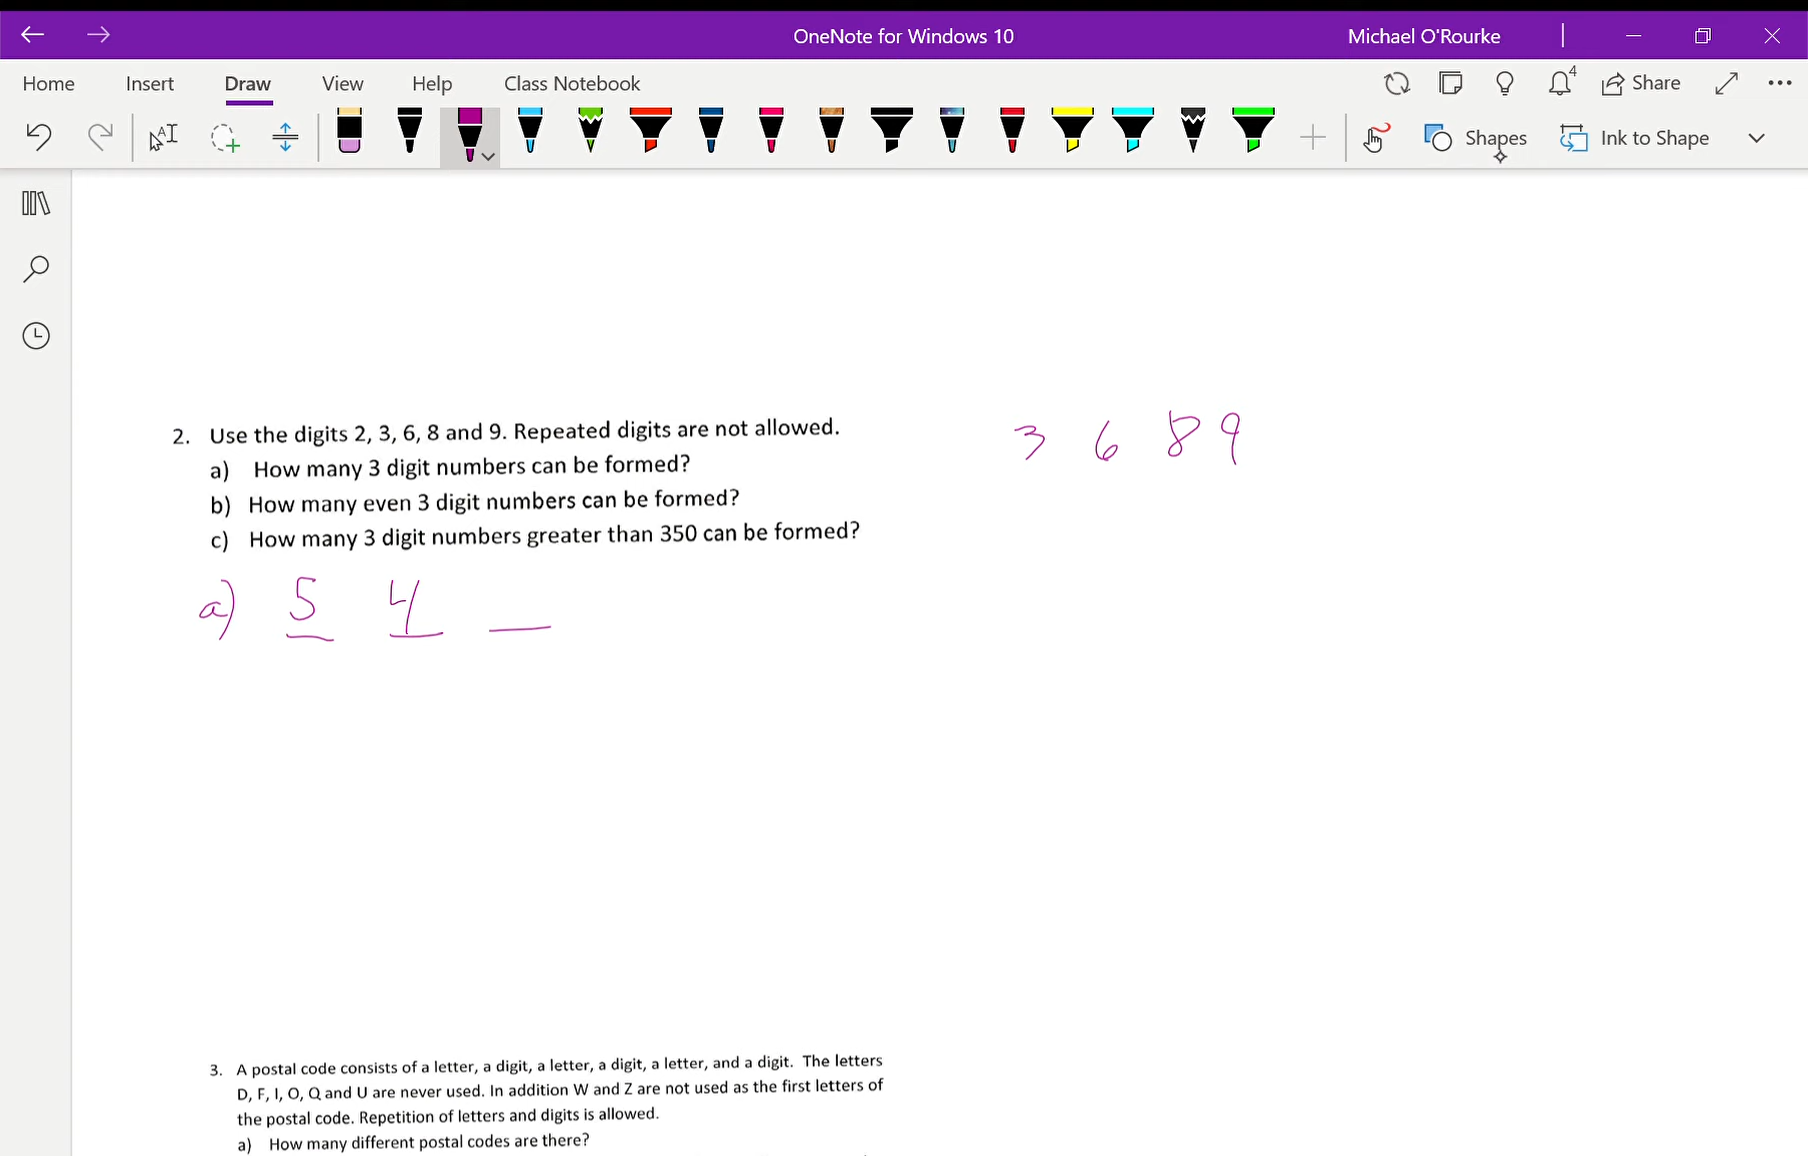 OneNote for Windows 10 Michael O'Rourke
Home Insert Draw View Help Class Notebook 4 Share
Shapes Ink to Shape
2. Use the digits 2, 3, 6, 8 and 9. Repeated digits are not allowed. 3 6 8 9
a) How many 3 digit numbers can be formed?
b) How many even 3 digit numbers can be formed?
c) How many 3 digit numbers greater than 350 can be formed?
a) 5 4 _
3. A postal code consists of a letter, a digit, a letter, a digit, a letter, and a digit. The letters
D, F, I, O, Q and U are never used. In addition W and Z are not used as the first letters of
the postal code. Repetition of letters and digits is allowed.
a) How many different postal codes are there?